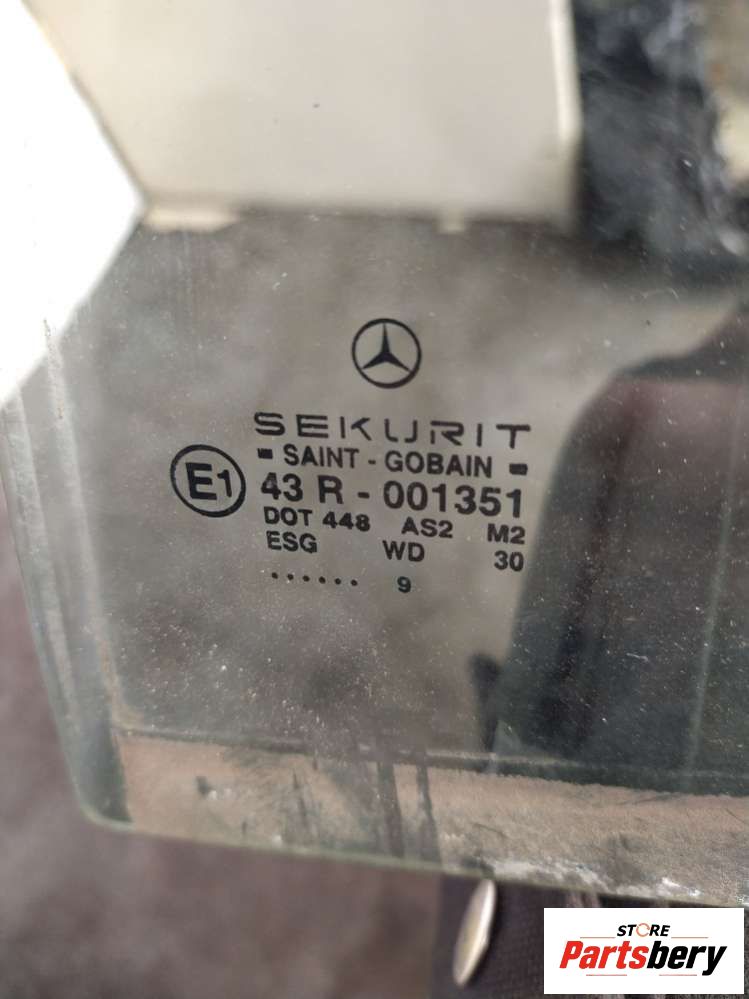 SEKURIT
- SAINT - GOBAIN -
E1
43 R - 001351
DOT 448 AS2 M2
ESG WD 30
...... 9
STORE
Partsbery